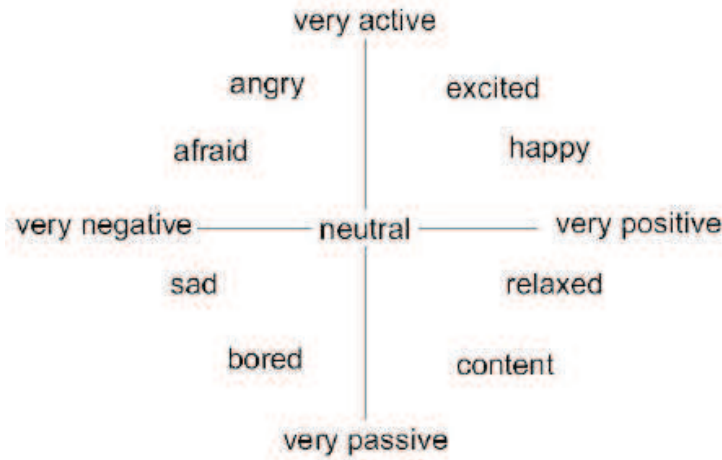 very active
angry excited
afraid happy
very negative neutral very positive
sad relaxed
bored content
very passive